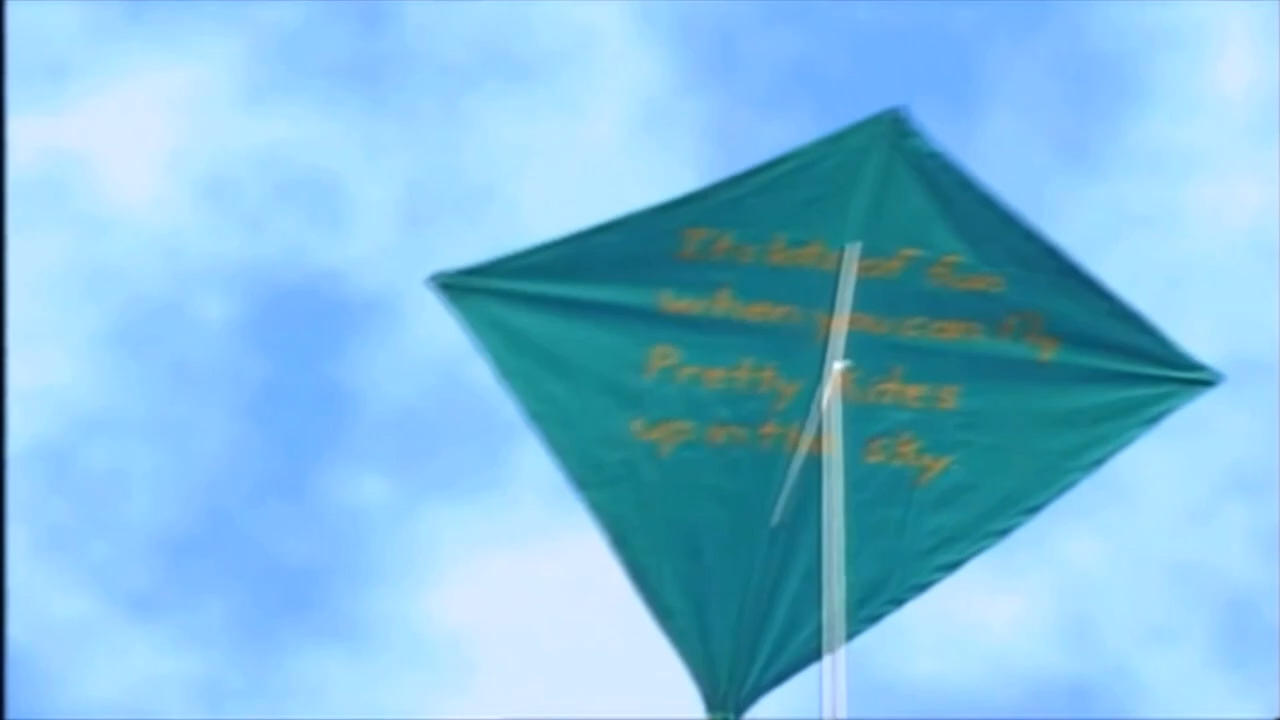 It's lots of fun
when you can fly
Pretty kites
up in the sky